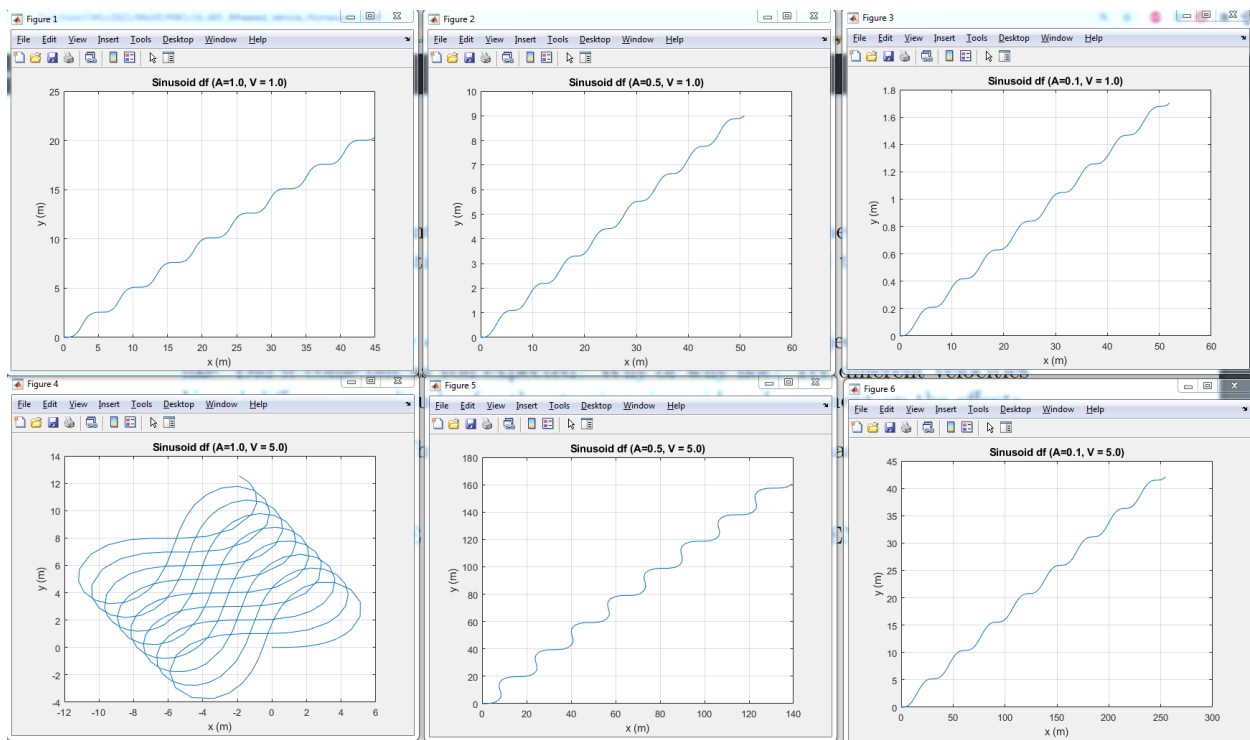 Figure 1
File Edit View Insert Tools Desktop Window Help
Sinusoid df (A=1.0, V = 1.0)
25
20
15
10
5
0
y (m)
0 5 10 15 20 25 30 35 40 45
x (m)
Figure 2
File Edit View Insert Tools Desktop Window Help
Sinusoid df (A=0.5, V = 1.0)
10
9
8
7
6
5
4
3
2
1
0
y (m)
0 10 20 30 40 50 60
x (m)
Figure 3
File Edit View Insert Tools Desktop Window Help
Sinusoid df (A=0.1, V = 1.0)
1.8
1.6
1.4
1.2
1
0.8
0.6
0.4
0.2
0
y (m)
0 10 20 30 40 50 60
x (m)
Figure 4
File Edit View Insert Tools Desktop Window Help
Sinusoid df (A=1.0, V = 5.0)
14
12
10
8
6
4
2
0
-2
-4
y (m)
-12 -10 -8 -6 -4 -2 0 2 4 6
x (m)
Figure 5
File Edit View Insert Tools Desktop Window Help
Sinusoid df (A=0.5, V = 5.0)
180
160
140
120
100
80
60
40
20
0
y (m)
0 20 40 60 80 100 120 140
x (m)
Figure 6
File Edit View Insert Tools Desktop Window Help
Sinusoid df (A=0.1, V = 5.0)
45
40
35
30
25
20
15
10
5
0
y (m)
0 50 100 150 200 250 300
x (m)